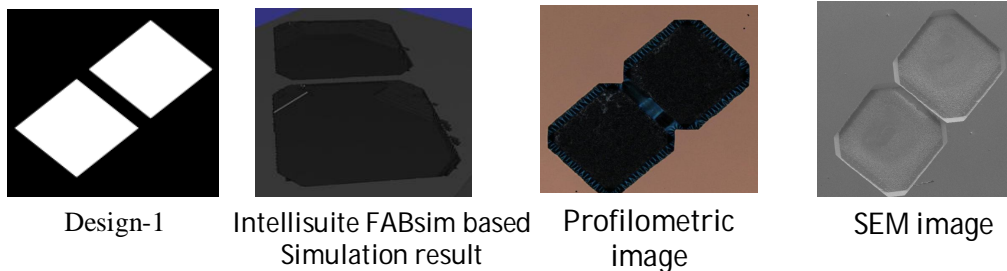 Design-1
Intellisuite FABsim based
Simulation result
Profilometric
image
SEM image